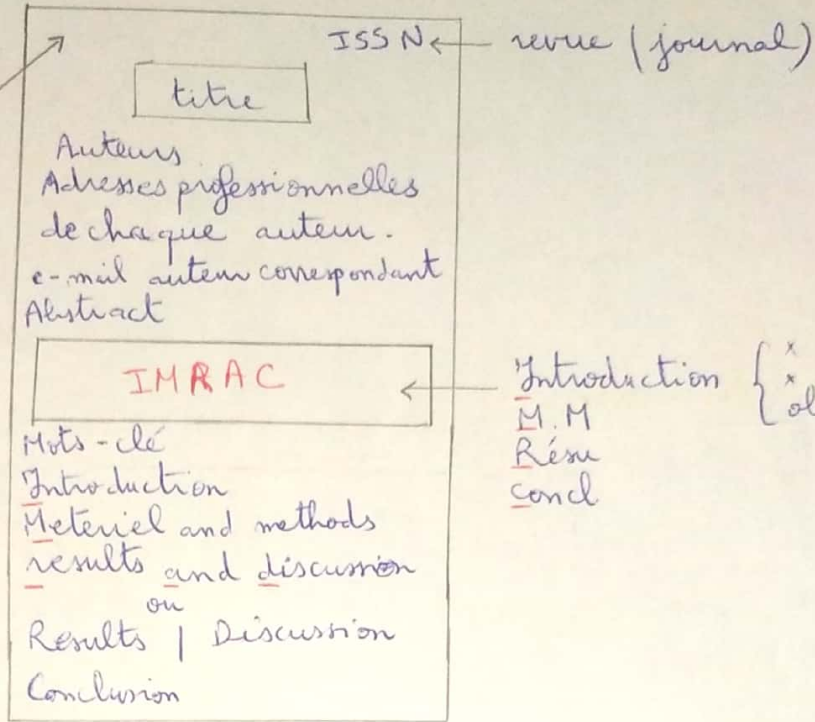 ISSN ← revue (journal)
titre
Auteurs
Adresses professionnelles
de chaque auteur.
e-mail auteur correspondant
Abstract
IMRAC
Introduction { x
x
M.M
Résu
Concl
Mots-clé
Introduction
Meteriel and methods
results and discussion
ou
Results | Discussion
Conclusion